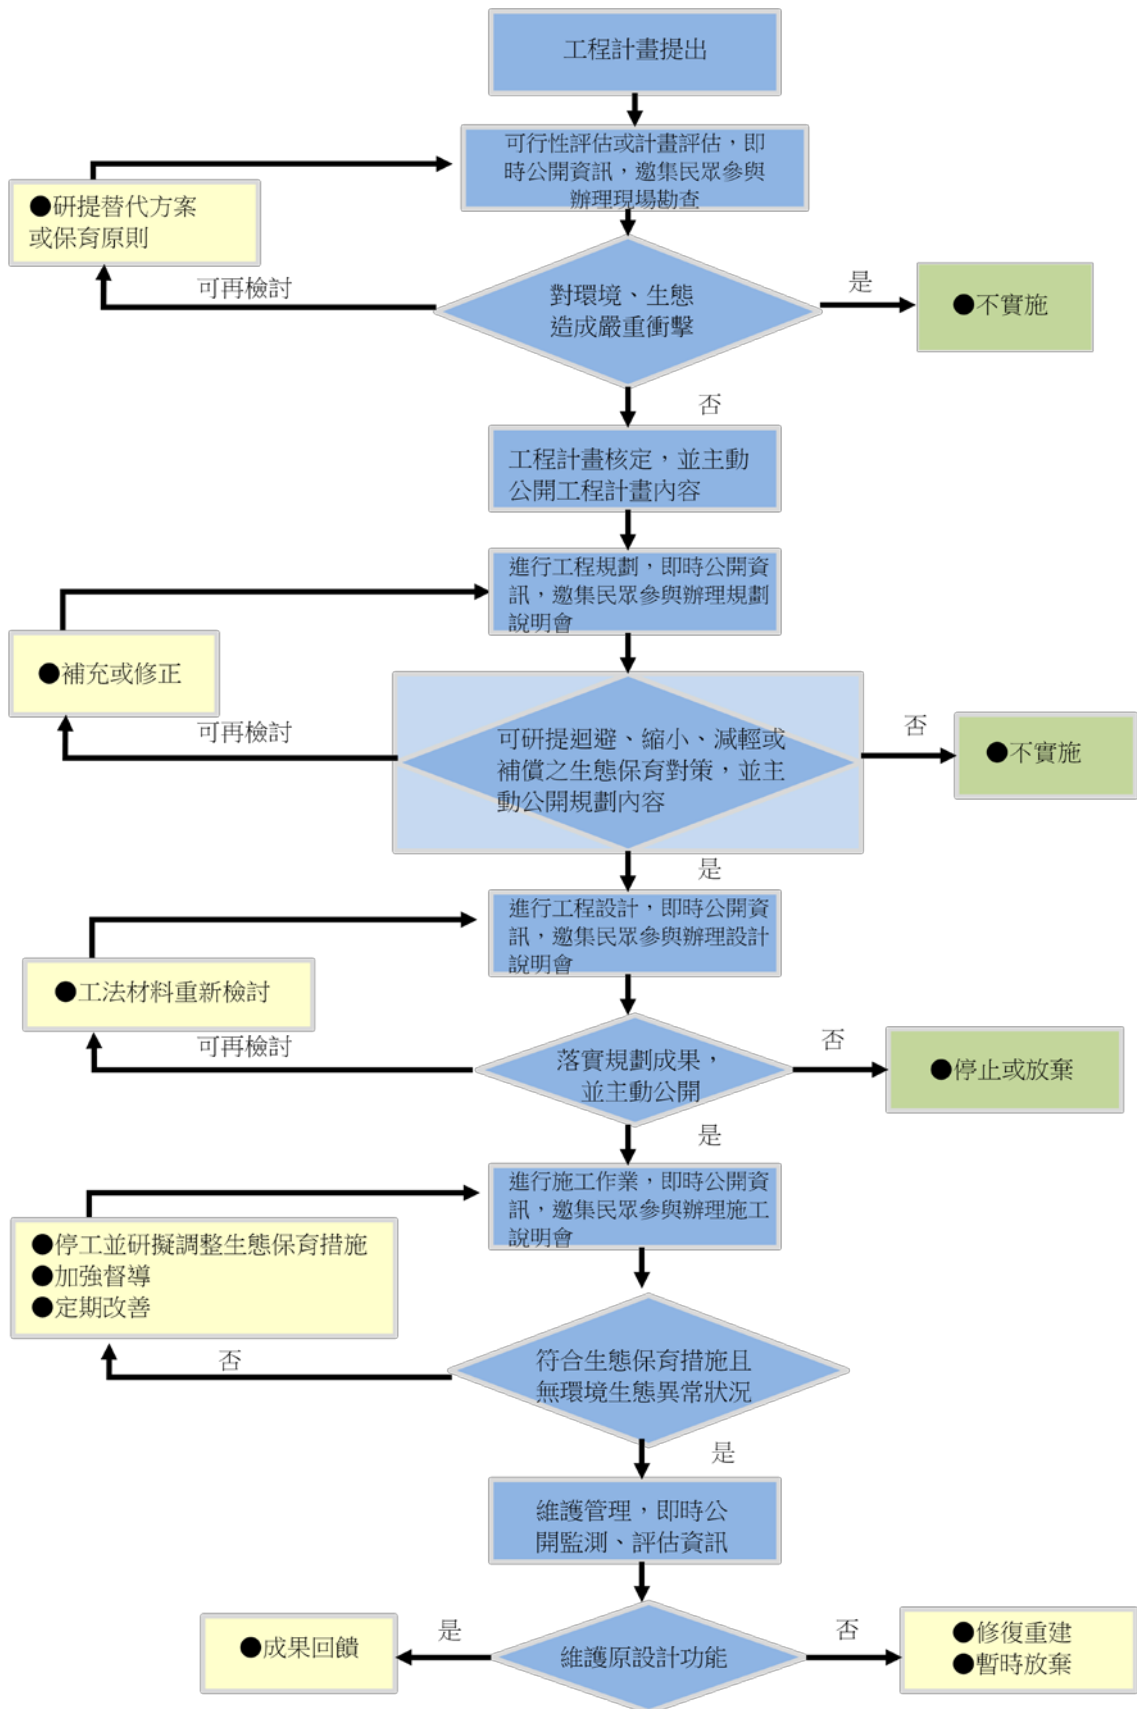 工程計畫提出
可行性評估或計畫評估，即
時公開資訊，邀集民眾參與
辦理現場勘查
●研提替代方案
或保育原則
可再檢討
對環境、生態
造成嚴重衝擊
是
●不實施
否
工程計畫核定，並主動
公開工程計畫內容
進行工程規劃，即時公開資
訊，邀集民眾參與辦理規劃
說明會
●補充或修正
可再檢討
可研提迴避、縮小、減輕或
補償之生態保育對策，並主
動公開規劃內容
否
●不實施
是
進行工程設計，即時公開資
訊，邀集民眾參與辦理設計
說明會
●工法材料重新檢討
可再檢討
落實規劃成果，
並主動公開
否
●停止或放棄
是
進行施工作業，即時公開資
訊，邀集民眾參與辦理施工
說明會
●停工並研擬調整生態保育措施
●加強督導
●定期改善
否
符合生態保育措施且
無環境生態異常狀況
是
維護管理，即時公
開監測、評估資訊
●成果回饋
是
維護原設計功能
否
●修復重建
●暫時放棄